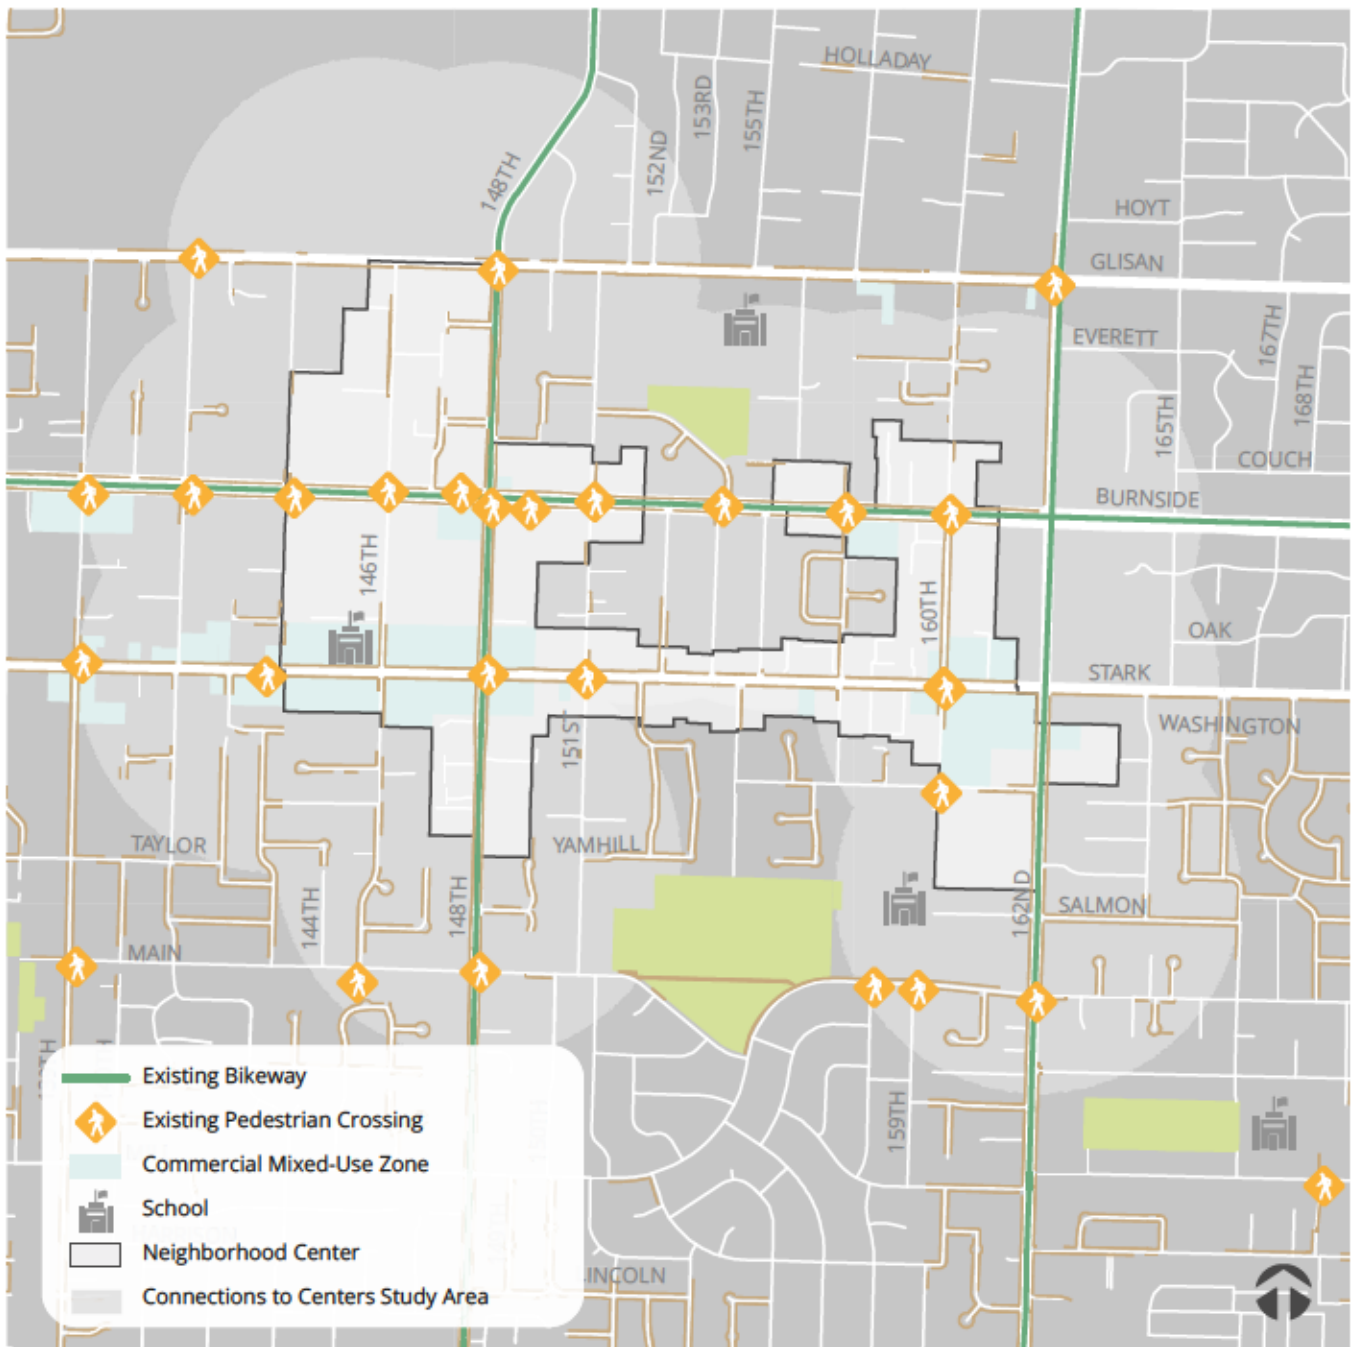 HOLLADAY
153RD
155TH
152ND
148TH
HOYT
GLISAN
167TH
EVERETT
168TH
165TH
COUCH
BURNSIDE
146TH
160TH
OAK
STARK
WASHINGTON
151ST
TAYLOR
YAMHILL
144TH
148TH
162ND
SALMON
MAIN
159TH
LINCOLN
Existing Bikeway
Existing Pedestrian Crossing
Commercial Mixed-Use Zone
School
Neighborhood Center
Connections to Centers Study Area